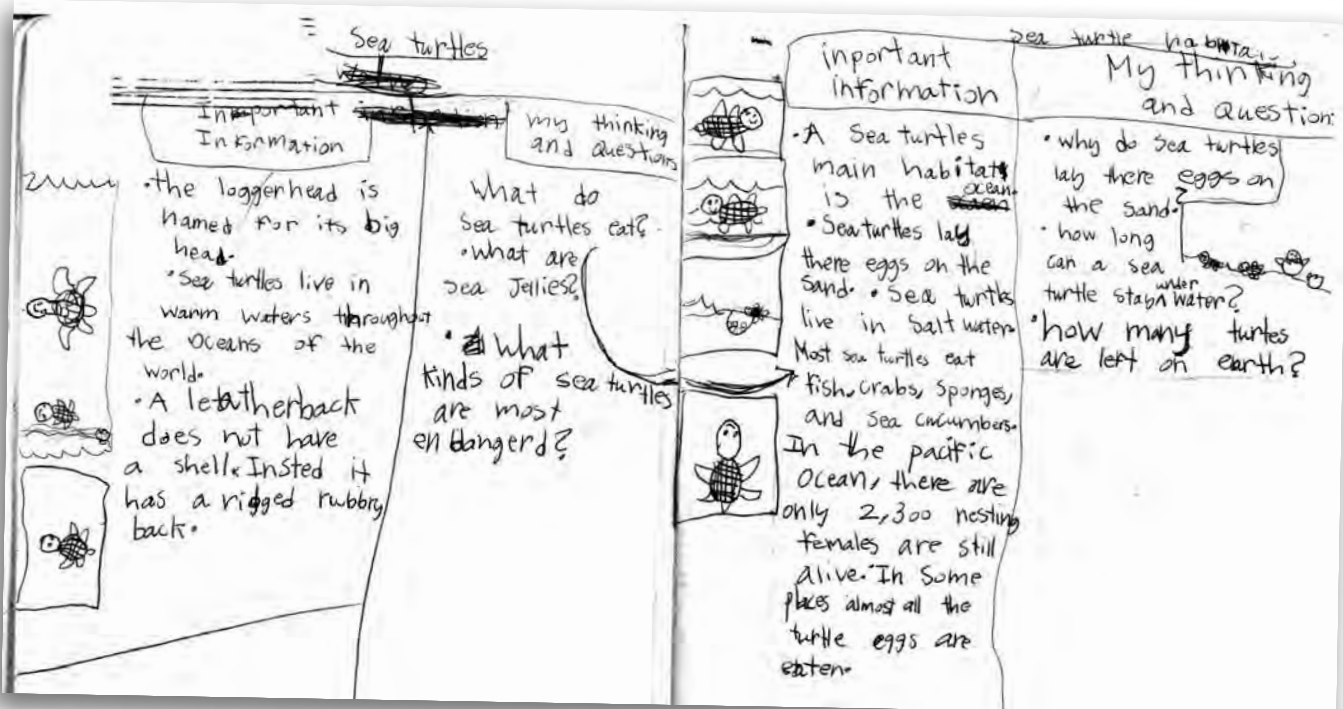 Sea turtles
Inportant
Information
•the loggerhead is
named for its big
head.
•Sea turtles live in
warm waters throughout
the oceans of the
world.
•A leatherback
does not have
a shell. Insted it
has a ridged rubbry
back.
my thinking
and Questions
what do
sea turtles eat?
•what are
sea Jellies?
• what
kinds of sea turtles
are most
endangerd?
inportant
information
•A Sea turtles
main habitat
is the ocean.
•Sea turtles lay
there eggs on the
Sand. •Sea turtls
live in Salt water.
Most sea turtles eat
fish, crabs, sponges,
and sea cucumbers.
In the pacific
Ocean, there are
only 2,300 nesting
females are still
alive. •In Some
places almost all the
turtle eggs are
eaten.
Sea turtle habita
My thinking
and Question:
•why do Sea turtles
lay there eggs on
the Sand.
•how long
can a sea
turtle stay under water?
•how many turtes
are left on earth?